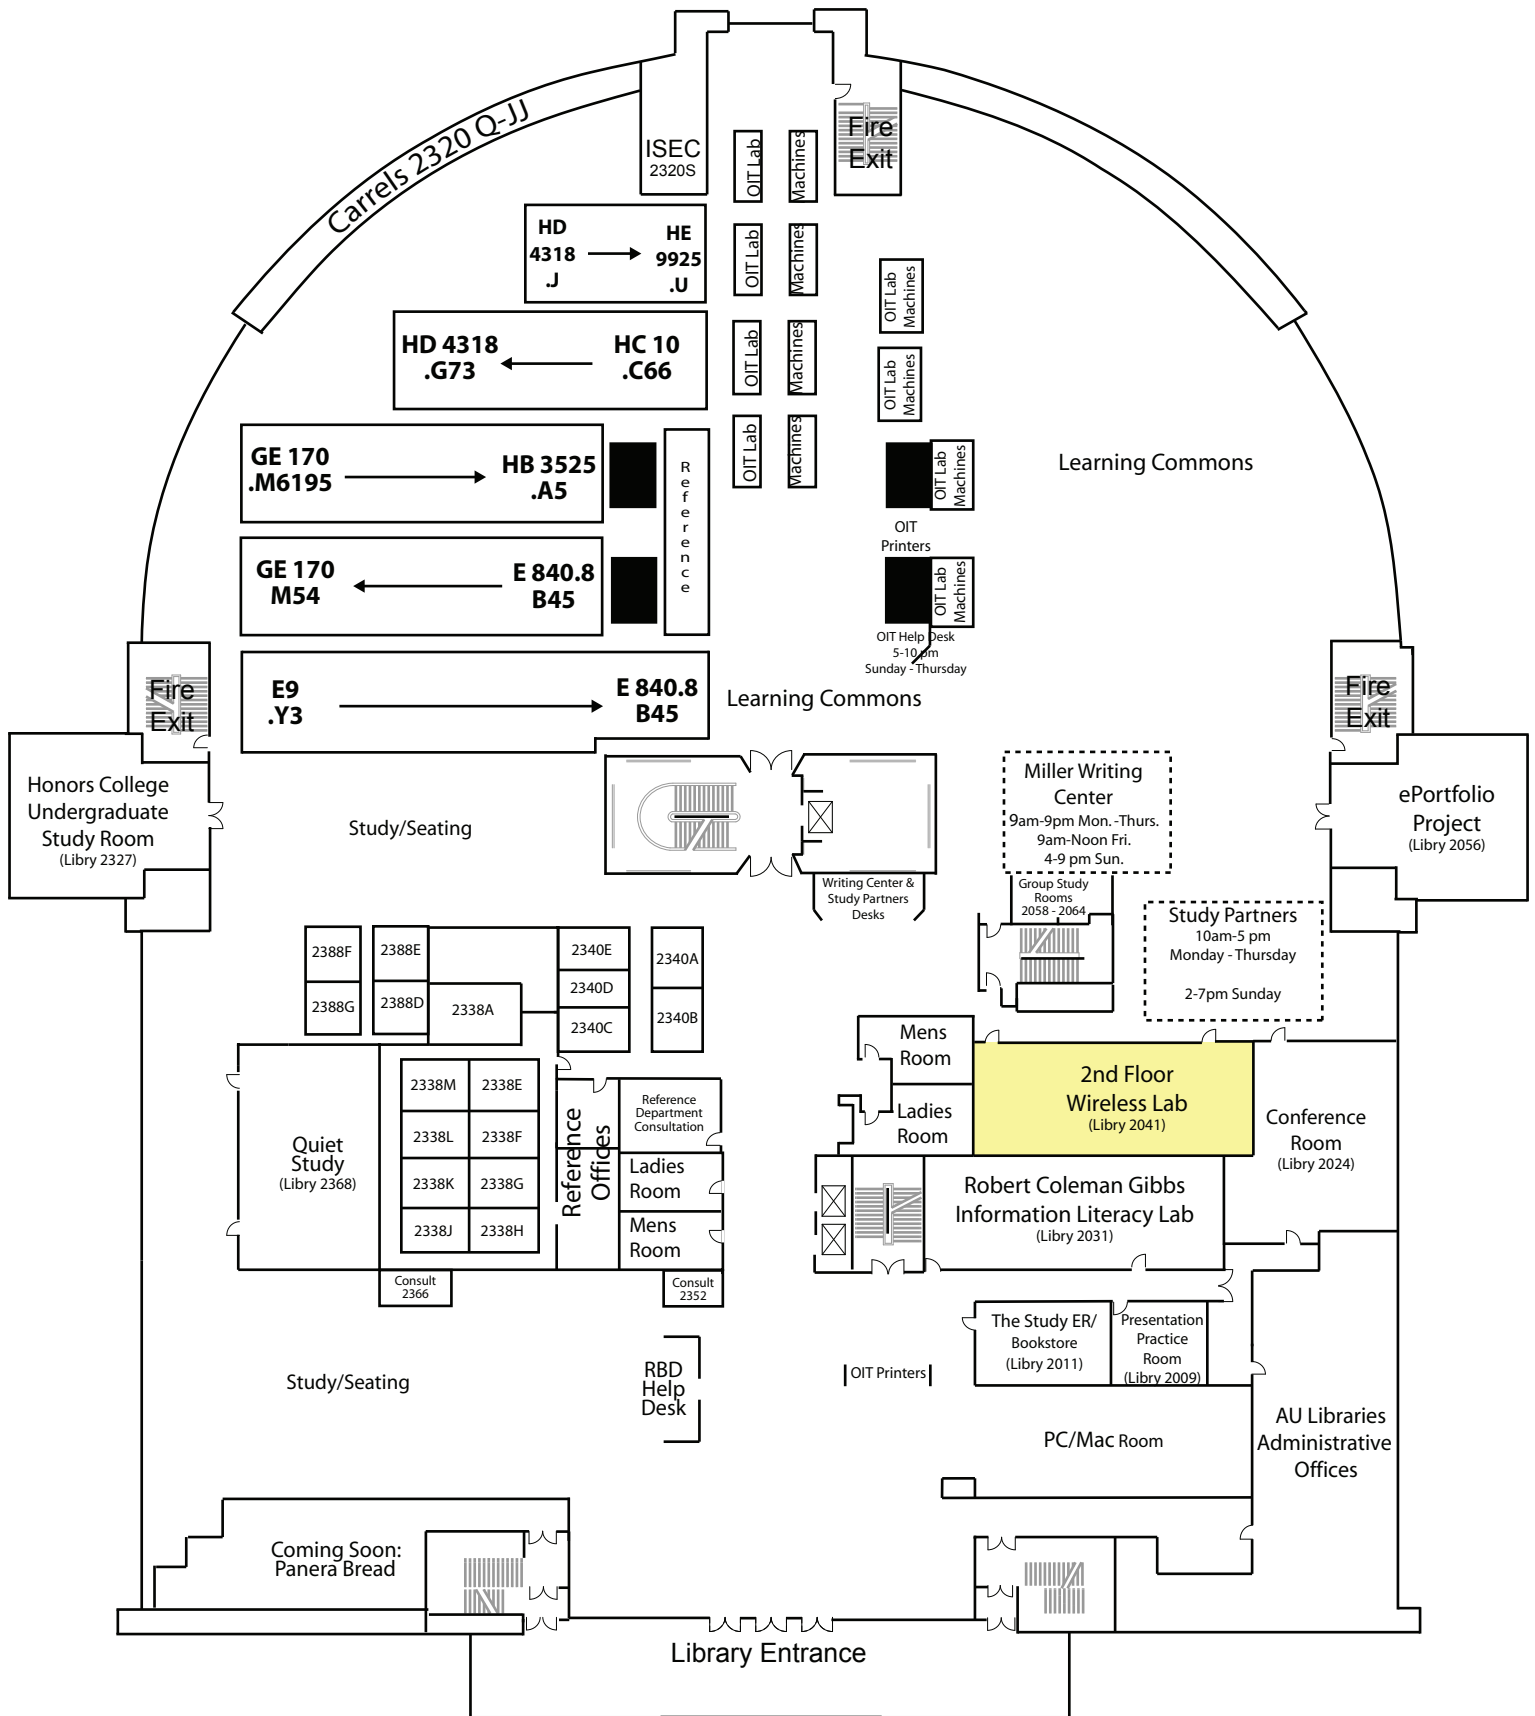 Carrels 2320 Q-JJ
ISEC
2320S
Fire
Exit
OIT Lab
Machines
HD
4318
.J
HE
9925
.U
OIT Lab
Machines
OIT Lab
Machines
HD 4318
.G73
HC 10
.C66
OIT Lab
Machines
OIT Lab
Machines
GE 170
.M6195
HB 3525
.A5
Reference
OIT Lab
Machines
OIT Lab
Machines
Learning Commons
OIT
Printers
GE 170
M54
E 840.8
B45
OIT Lab
Machines
OIT Help Desk
5-10 pm
Sunday - Thursday
E9
.Y3
E 840.8
B45
Learning Commons
Fire
Exit
Fire
Exit
Honors College
Undergraduate
Study Room
(Libry 2327)
Study/Seating
Miller Writing
Center
9am-9pm Mon. -Thurs.
9am-Noon Fri.
4-9 pm Sun.
ePortfolio
Project
(Libry 2056)
Writing Center &
Study Partners
Desks
Group Study
Rooms
2058 - 2064
Study Partners
10am-5 pm
Monday - Thursday
2-7pm Sunday
2388F
2388E
2340E
2340A
2388G
2388D
2338A
2340D
2340C
2340B
Mens
Room
2nd Floor
Wireless Lab
(Libry 2041)
2338M
2338E
Reference
Department
Consultation
Ladies
Room
Conference
Room
(Libry 2024)
Quiet
Study
(Libry 2368)
2338L
2338F
Reference
Offices
2338K
2338G
Ladies
Room
Robert Coleman Gibbs
Information Literacy Lab
(Libry 2031)
2338J
2338H
Mens
Room
Consult
2366
Consult
2352
The Study ER/
Bookstore
(Libry 2011)
Presentation
Practice
Room
(Libry 2009)
Study/Seating
RBD
Help
Desk
OIT Printers
PC/Mac Room
AU Libraries
Administrative
Offices
Coming Soon:
Panera Bread
Library Entrance